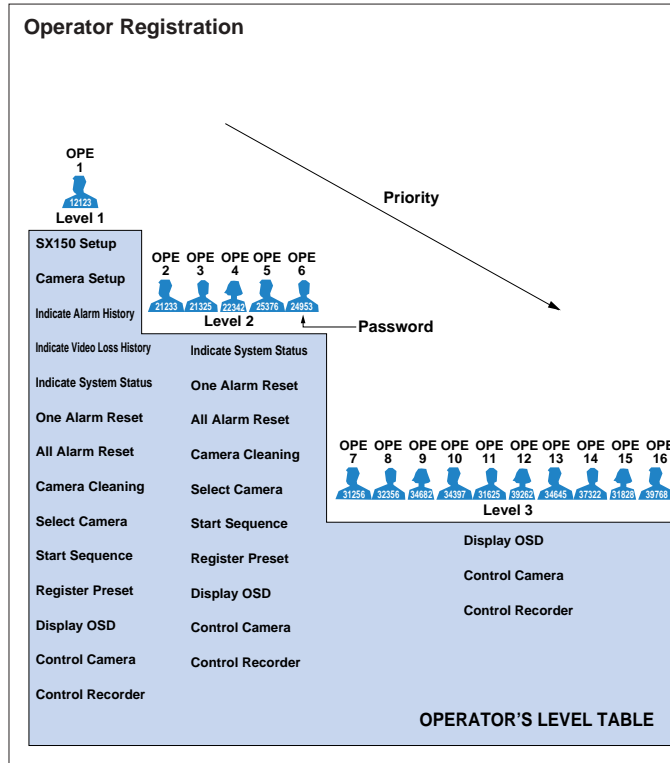 Operator Registration
OPE
1
12123
Level 1
Priority
OPE
2
OPE
3
OPE
4
OPE
5
OPE
6
21233
21325
22342
25376
24953
Level 2
Password
SX150 Setup
Camera Setup
Indicate Alarm History
Indicate Video Loss History
Indicate System Status
One Alarm Reset
All Alarm Reset
Camera Cleaning
Select Camera
Start Sequence
Register Preset
Display OSD
Control Camera
Control Recorder
Indicate System Status
One Alarm Reset
All Alarm Reset
Camera Cleaning
Select Camera
Start Sequence
Register Preset
Display OSD
Control Camera
Control Recorder
OPE
7
OPE
8
OPE
9
OPE
10
OPE
11
OPE
12
OPE
13
OPE
14
OPE
15
OPE
16
31256
32356
34682
34397
31625
39262
34645
37322
31828
39768
Level 3
Display OSD
Control Camera
Control Recorder
OPERATOR'S LEVEL TABLE